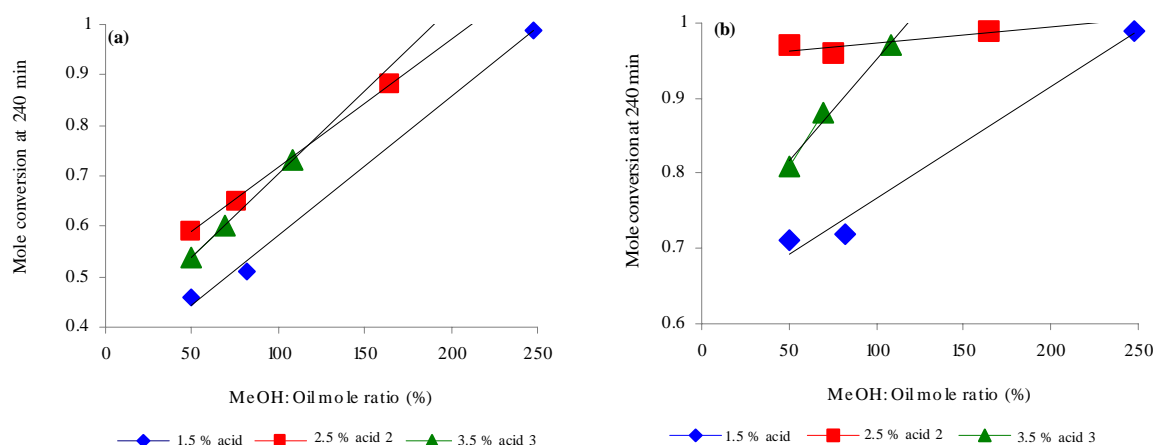 (a)
1
0.9
0.8
0.7
0.6
0.5
0.4
0 50 100 150 200 250
Mole conversion at 240 min
MeOH: Oil mole ratio (%)
1.5 % acid 2.5 % acid 2 3.5 % acid 3
(b)
1
0.9
0.8
0.7
0.6
0 50 100 150 200 250
Mole conversion at 240 min
MeOH: Oil mole ratio (%)
1.5 % acid 2.5 % acid 2 3.5 % acid 3